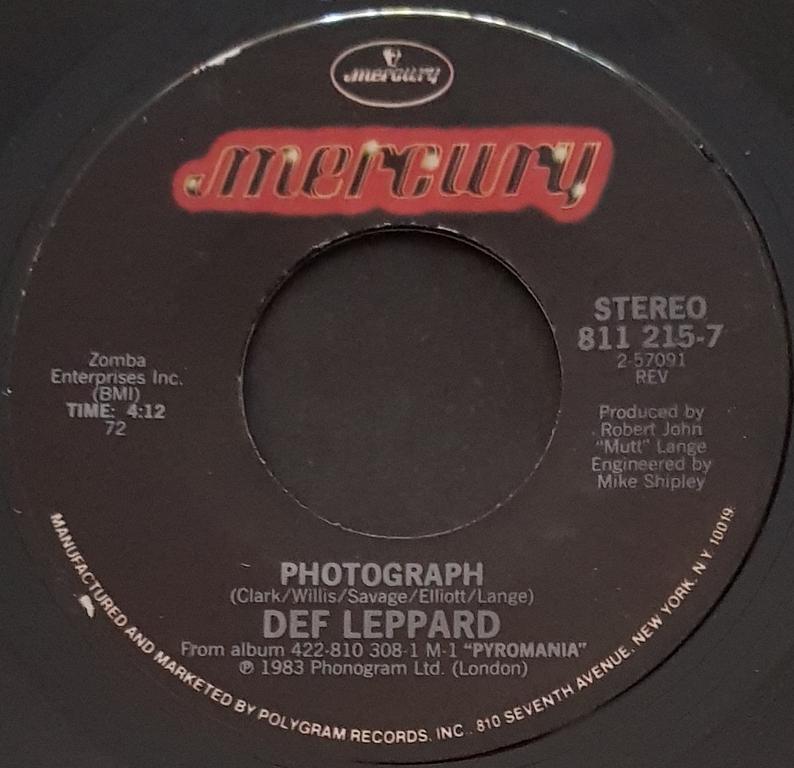 mercury
mercury
STEREO
811 215-7
2-57091
REV
Zomba
Enterprises Inc.
(BMI)
TIME: 4:12
72
Produced by
Robert John
"Mutt" Lange
Engineered by
Mike Shipley
PHOTOGRAPH
(Clark/Willis/Savage/Elliott/Lange)
DEF LEPPARD
From album 422-810 308-1 M-1 "PYROMANIA"
℗ 1983 Phonogram Ltd. (London)
MANUFACTURED AND MARKETED BY POLYGRAM RECORDS, INC., 810 SEVENTH AVENUE, NEW YORK, N.Y. 10019.